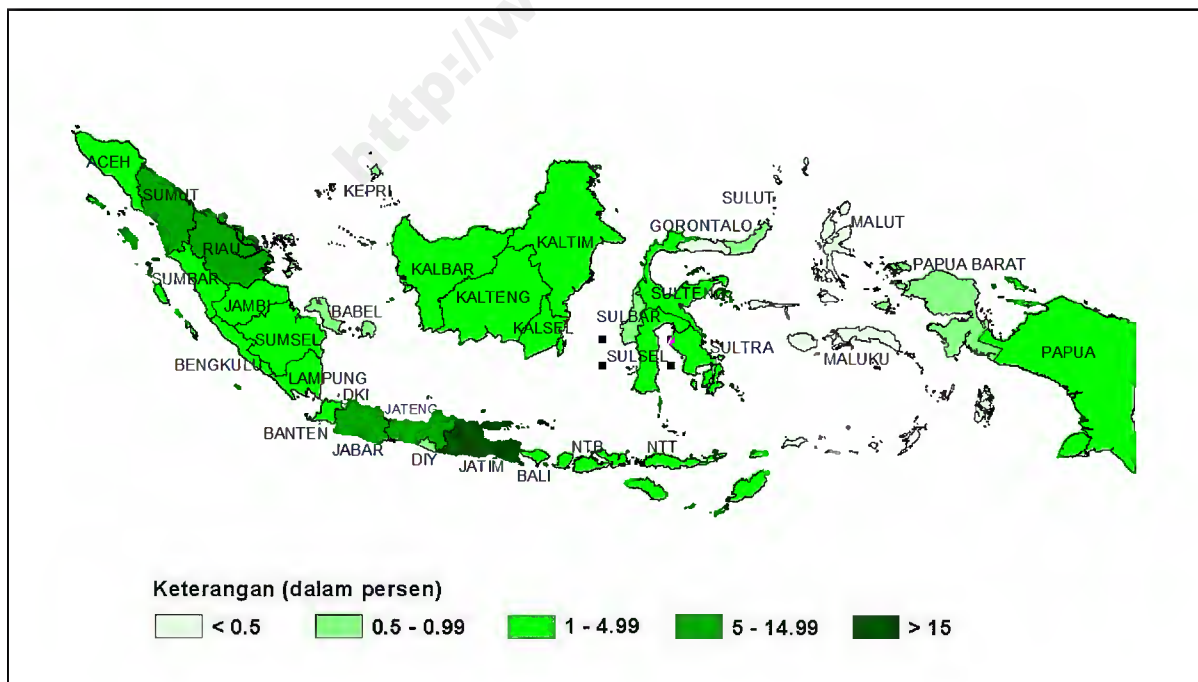 http://w
ACEH
SUMUT
KEPRI
RIAU
SUMBAR
JAMBI
BABEL
SUMSEL
BENGKULU
LAMPUNG
DKI
BANTEN
JATENG
JABAR
DIY
JATIM
BALI
NTB
NTT
KALBAR
KALTENG
KALTIM
KALSEL
SULUT
GORONTALO
SULTENG
SULBAR
SULSEL
SULTRA
MALUT
MALUKU
PAPUA BARAT
PAPUA
Keterangan (dalam persen)
< 0.5 0.5 - 0.99 1 - 4.99 5 - 14.99 > 15